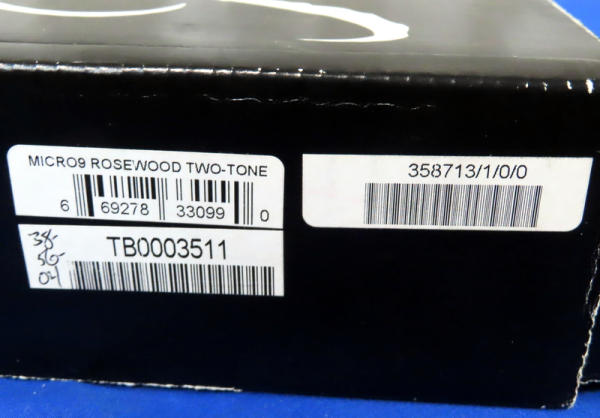 MICRO9 ROSEWOOD TWO-TONE
6 69278 33099 0
358713/1/0/0
TB0003511
38-
56-
04